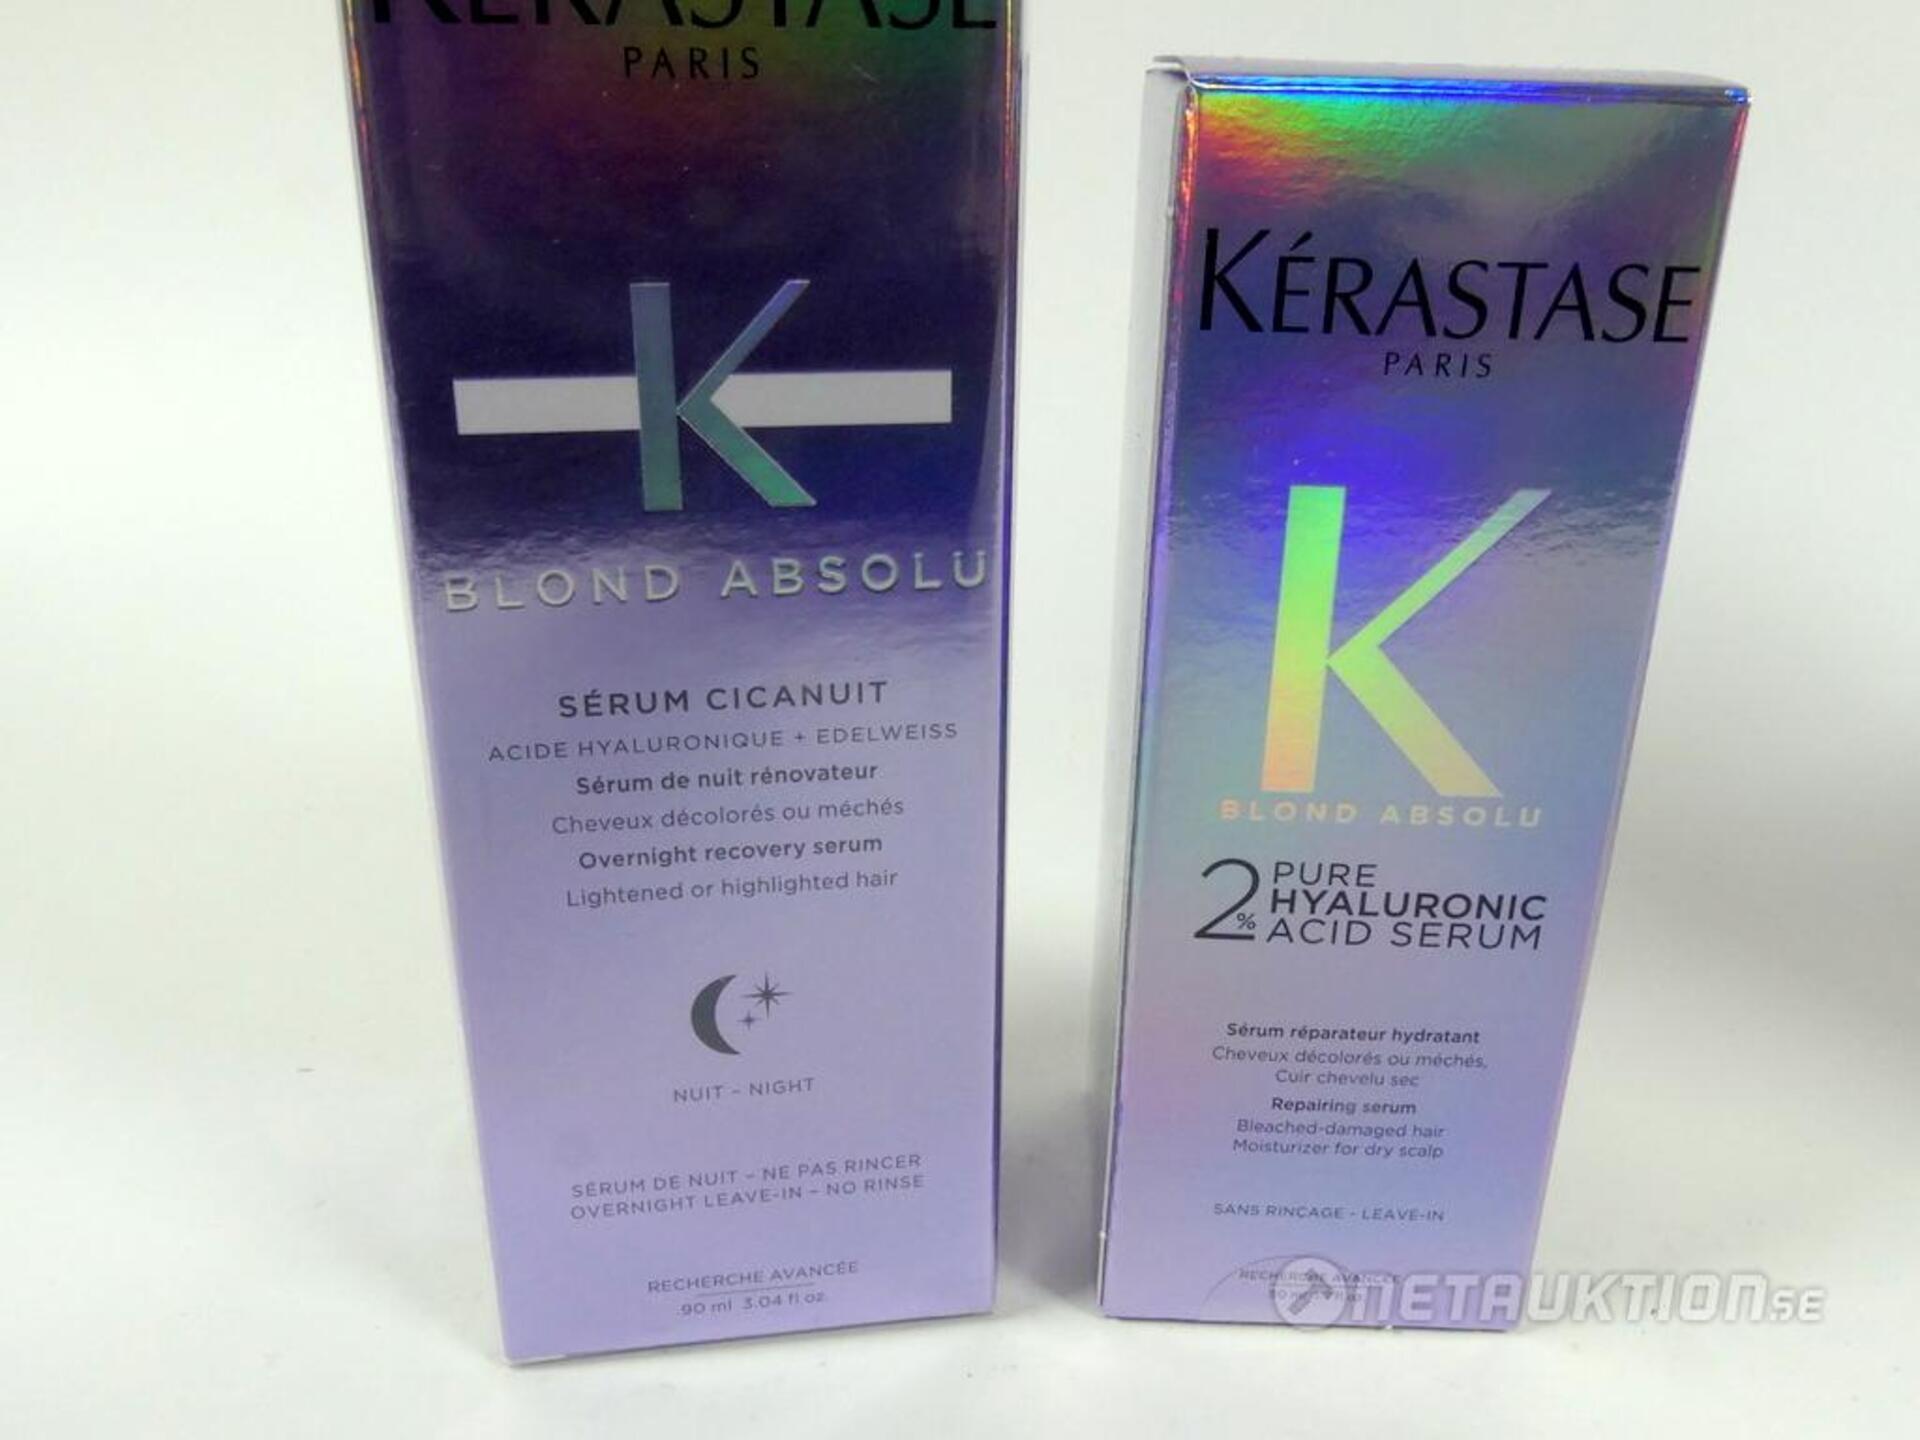 KÉRASTASE
PARIS
K
BLOND ABSOLU
SÉRUM CICANUIT
ACIDE HYALURONIQUE + EDELWEISS
Sérum de nuit rénovateur
Cheveux décolorés ou méchés
Overnight recovery serum
Lightened or highlighted hair
NUIT – NIGHT
SÉRUM DE NUIT – NE PAS RINCER
OVERNIGHT LEAVE-IN – NO RINSE
RECHERCHE AVANCÉE
90 ml 3.04 fl oz.
KÉRASTASE
PARIS
K
BLOND ABSOLU
2% PURE
HYALURONIC
ACID SERUM
Sérum réparateur hydratant
Cheveux décolorés ou méchés,
Cuir chevelu sec
Repairing serum
Bleached-damaged hair
Moisturizer for dry scalp
SANS RINÇAGE - LEAVE-IN
RECHERCHE AVANCÉE
NETAUKTION.SE